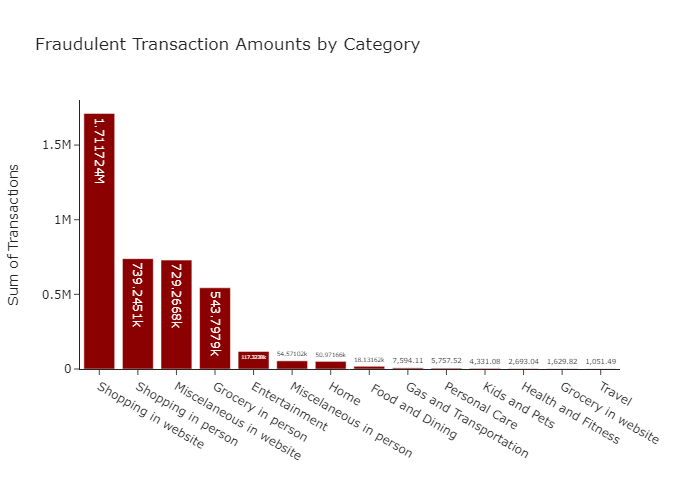 Fraudulent Transaction Amounts by Category
Sum of Transactions
1.5M
1M
0.5M
0
1.711724M
739.2451k
729.2668k
543.7979k
54.57102k
50.97166k
18.13162k
7,594.11
5,757.52
4,331.08
2,693.04
1,629.82
1,051.49
Shopping in website
Shopping in person
Miscelaneous in website
Grocery in person
Entertainment
Miscelaneous in person
Home
Food and Dining
Gas and Transportation
Personal Care
Kids and Pets
Health and Fitness
Grocery in website
Travel